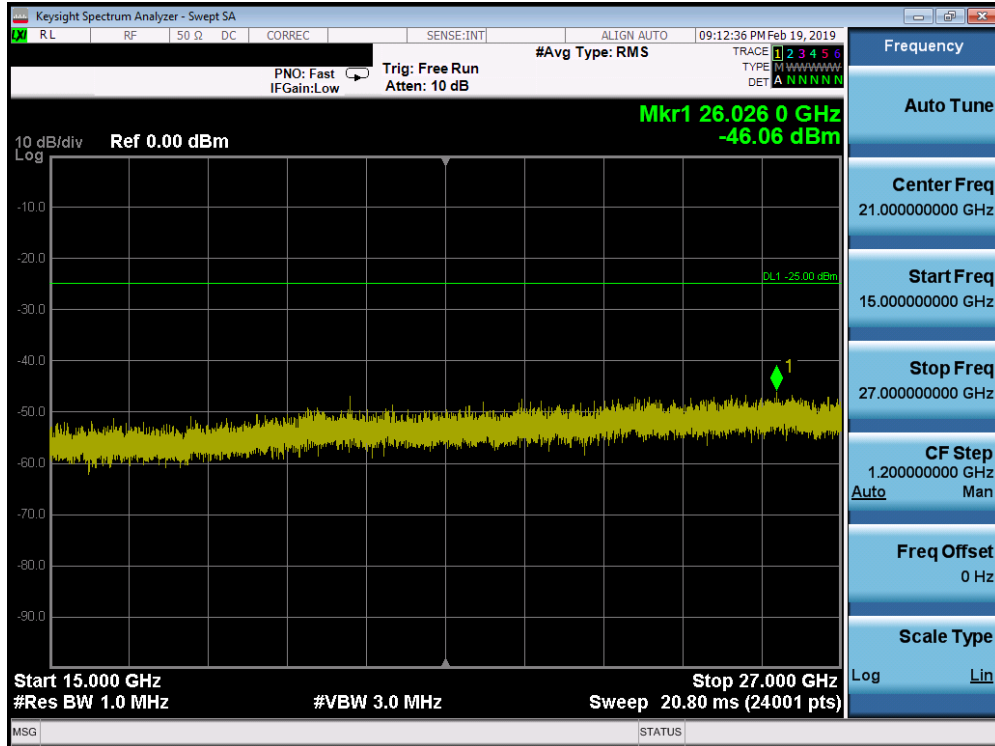 Keysight Spectrum Analyzer - Swept SA
LXI RL RF 50 Ω DC CORREC SENSE:INT ALIGN AUTO 09:12:36 PM Feb 19, 2019
#Avg Type: RMS
TRACE 1 2 3 4 5 6
PNO: Fast Trig: Free Run
TYPE M WWWWW
IFGain:Low Atten: 10 dB
DET A N N N N N
Mkr1 26.026 0 GHz
-46.06 dBm
10 dB/div Ref 0.00 dBm
Log
-10.0
-20.0
DL1 -25.00 dBm
-30.0
-40.0
1
-50.0
-60.0
-70.0
-80.0
-90.0
Start 15.000 GHz Stop 27.000 GHz
#Res BW 1.0 MHz #VBW 3.0 MHz Sweep 20.80 ms (24001 pts)
MSG STATUS
Frequency
Auto Tune
Center Freq
21.000000000 GHz
Start Freq
15.000000000 GHz
Stop Freq
27.000000000 GHz
CF Step
1.200000000 GHz
Auto Man
Freq Offset
0 Hz
Scale Type
Log Lin